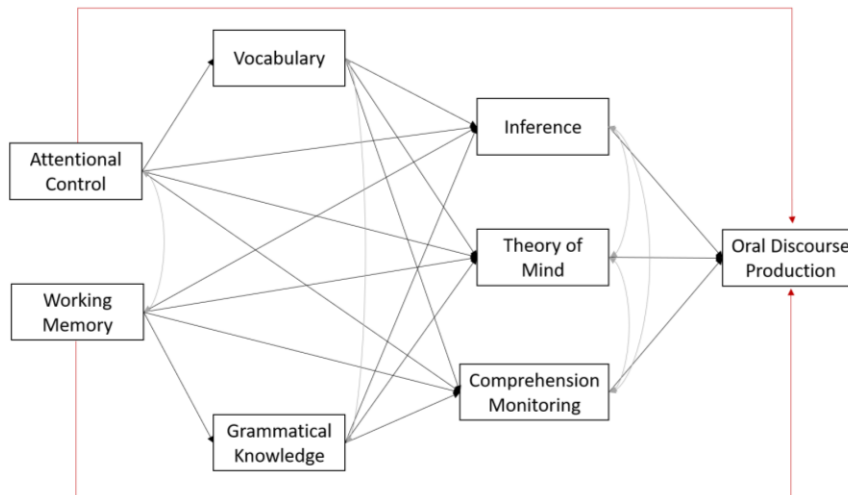 Vocabulary
Attentional
Control
Inference
Theory of
Mind
Oral Discourse
Production
Working
Memory
Comprehension
Monitoring
Grammatical
Knowledge